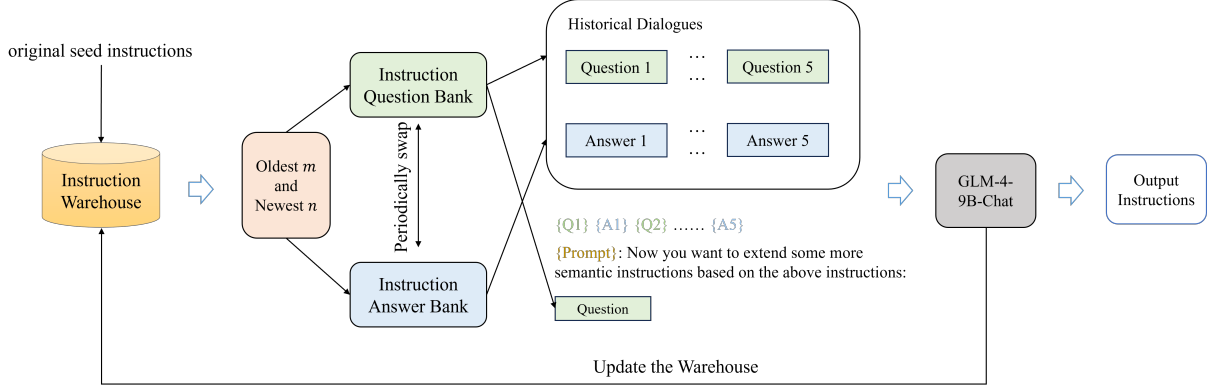 original seed instructions
Instruction
Warehouse
Oldest m
and
Newest n
Instruction
Question Bank
Periodically swap
Instruction
Answer Bank
Historical Dialogues
Question 1
……
Question 5
Answer 1
……
Answer 5
{Q1} {A1} {Q2} …… {A5}
{Prompt}: Now you want to extend some more
semantic instructions based on the above instructions:
Question
GLM-4-
9B-Chat
Output
Instructions
Update the Warehouse